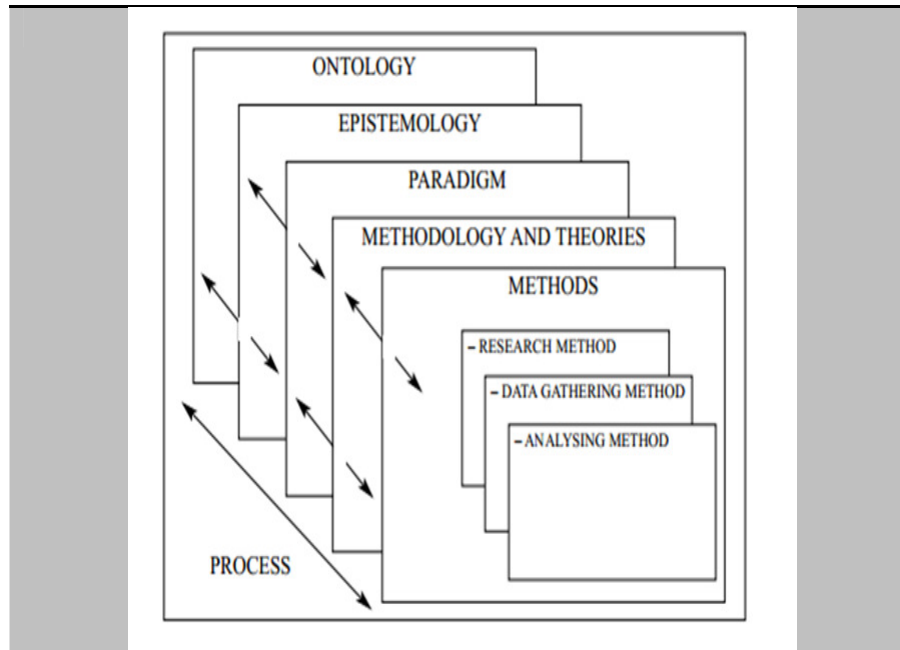 ONTOLOGY
EPISTEMOLOGY
PARADIGM
METHODOLOGY AND THEORIES
METHODS
– RESEARCH METHOD
– DATA GATHERING METHOD
– ANALYSING METHOD
PROCESS